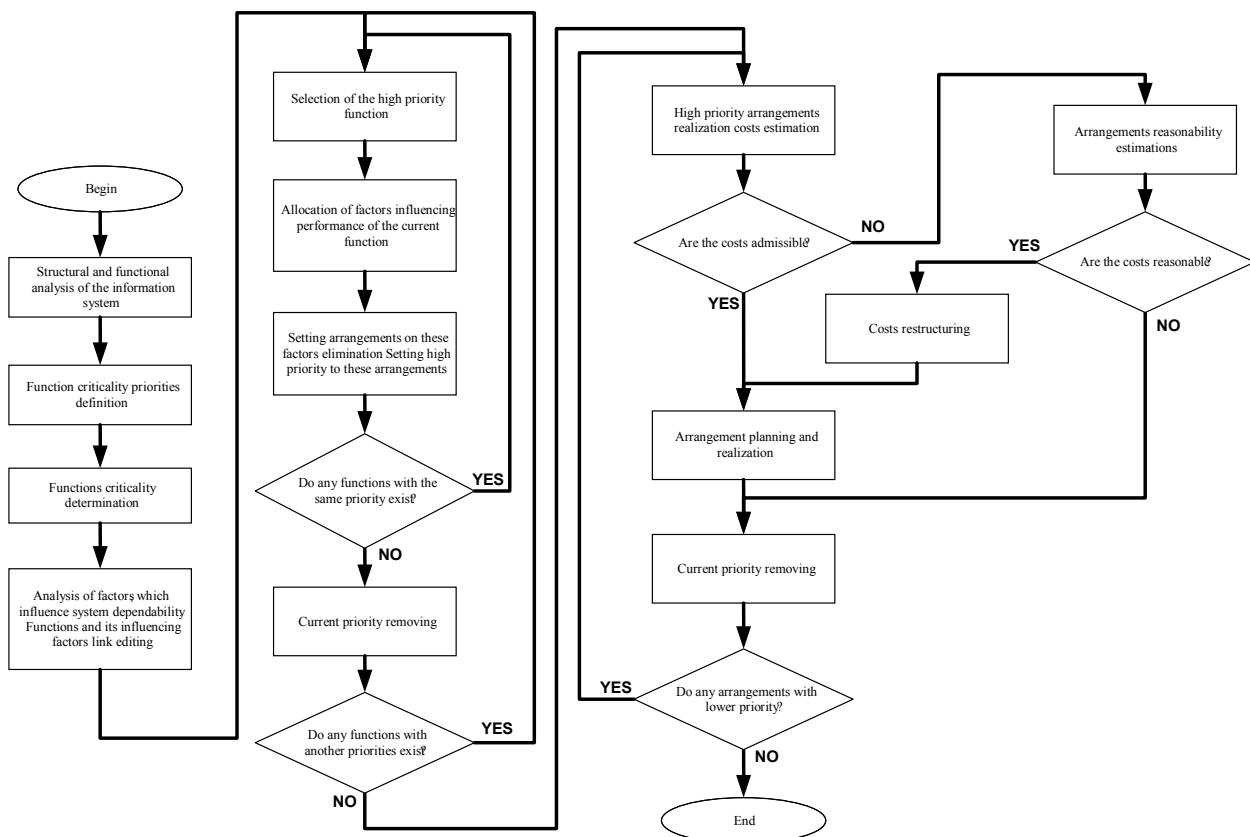 Begin
Structural and functional
analysis of the information
system
Function criticality priorities
definition
Functions criticality
determination
Analysis of factors, which
influence system dependability
Functions and its influencing
factors link editing
Selection of the high priority
function
Allocation of factors influencing
performance of the current
function
Setting arrangements on these
factors elimination Setting high
priority to these arrangements
Do any functions with the
same priority exist?
YES
NO
Current priority removing
Do any functions with
another priorities exist?
YES
NO
High priority arrangements
realization costs estimation
Are the costs admissible?
NO
YES
Arrangements reasonability
estimations
Are the costs reasonable?
YES
NO
Costs restructuring
Arrangement planning and
realization
Current priority removing
Do any arrangements with
lower priority?
YES
NO
End